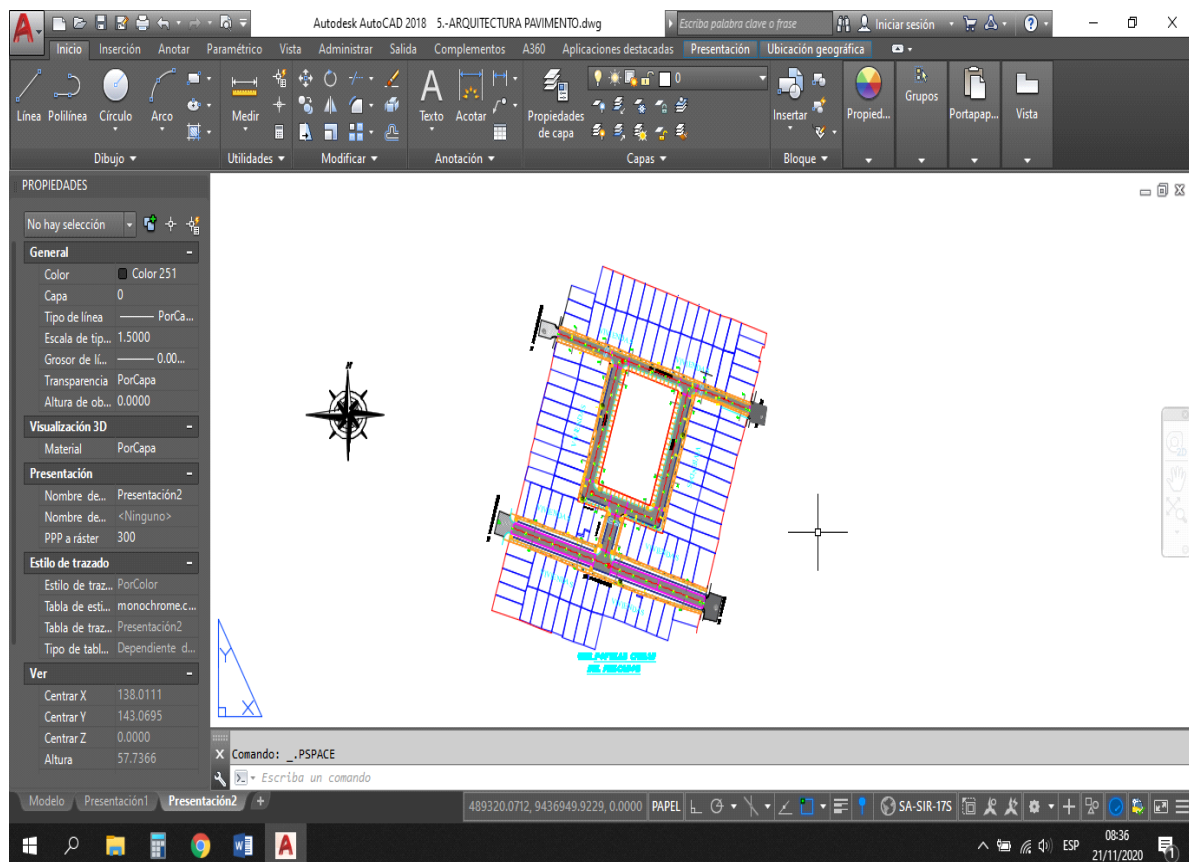 Autodesk AutoCAD 2018 5.-ARQUITECTURA PAVIMENTO.dwg
Escriba palabra clave o frase
Iniciar sesión
Inicio Inserción Anotar Paramétrico Vista Administrar Salida Complementos A360 Aplicaciones destacadas Presentación Ubicación geográfica
0
Línea Polilínea Círculo Arco Medir Texto Acotar Propiedades de capa Insertar Propied... Grupos Portapap... Vista
Dibujo Utilidades Modificar Anotación Capas Bloque
PROPIEDADES
No hay selección
General
Color Color 251
Capa 0
Tipo de línea PorCa...
Escala de tip... 1.5000
Grosor de lí... 0.00...
Transparencia PorCapa
Altura de ob... 0.0000
Visualización 3D
Material PorCapa
Presentación
Nombre de... Presentación2
Nombre de... <Ninguno>
PPP a ráster 300
Estilo de trazado
Estilo de traz... PorColor
Tabla de esti... monochrome.c...
Tabla de traz... Presentación2
Tipo de tabl... Dependiente d...
Ver
Centrar X 138.0111
Centrar Y 143.0695
Centrar Z 0.0000
Altura 57.7366
Y
X
Comando: _.PSPACE
Escriba un comando
Modelo Presentación1 Presentación2 +
489320.0712, 9436949.9229, 0.0000 PAPEL SA-SIR-17S
ESP
08:36
21/11/2020